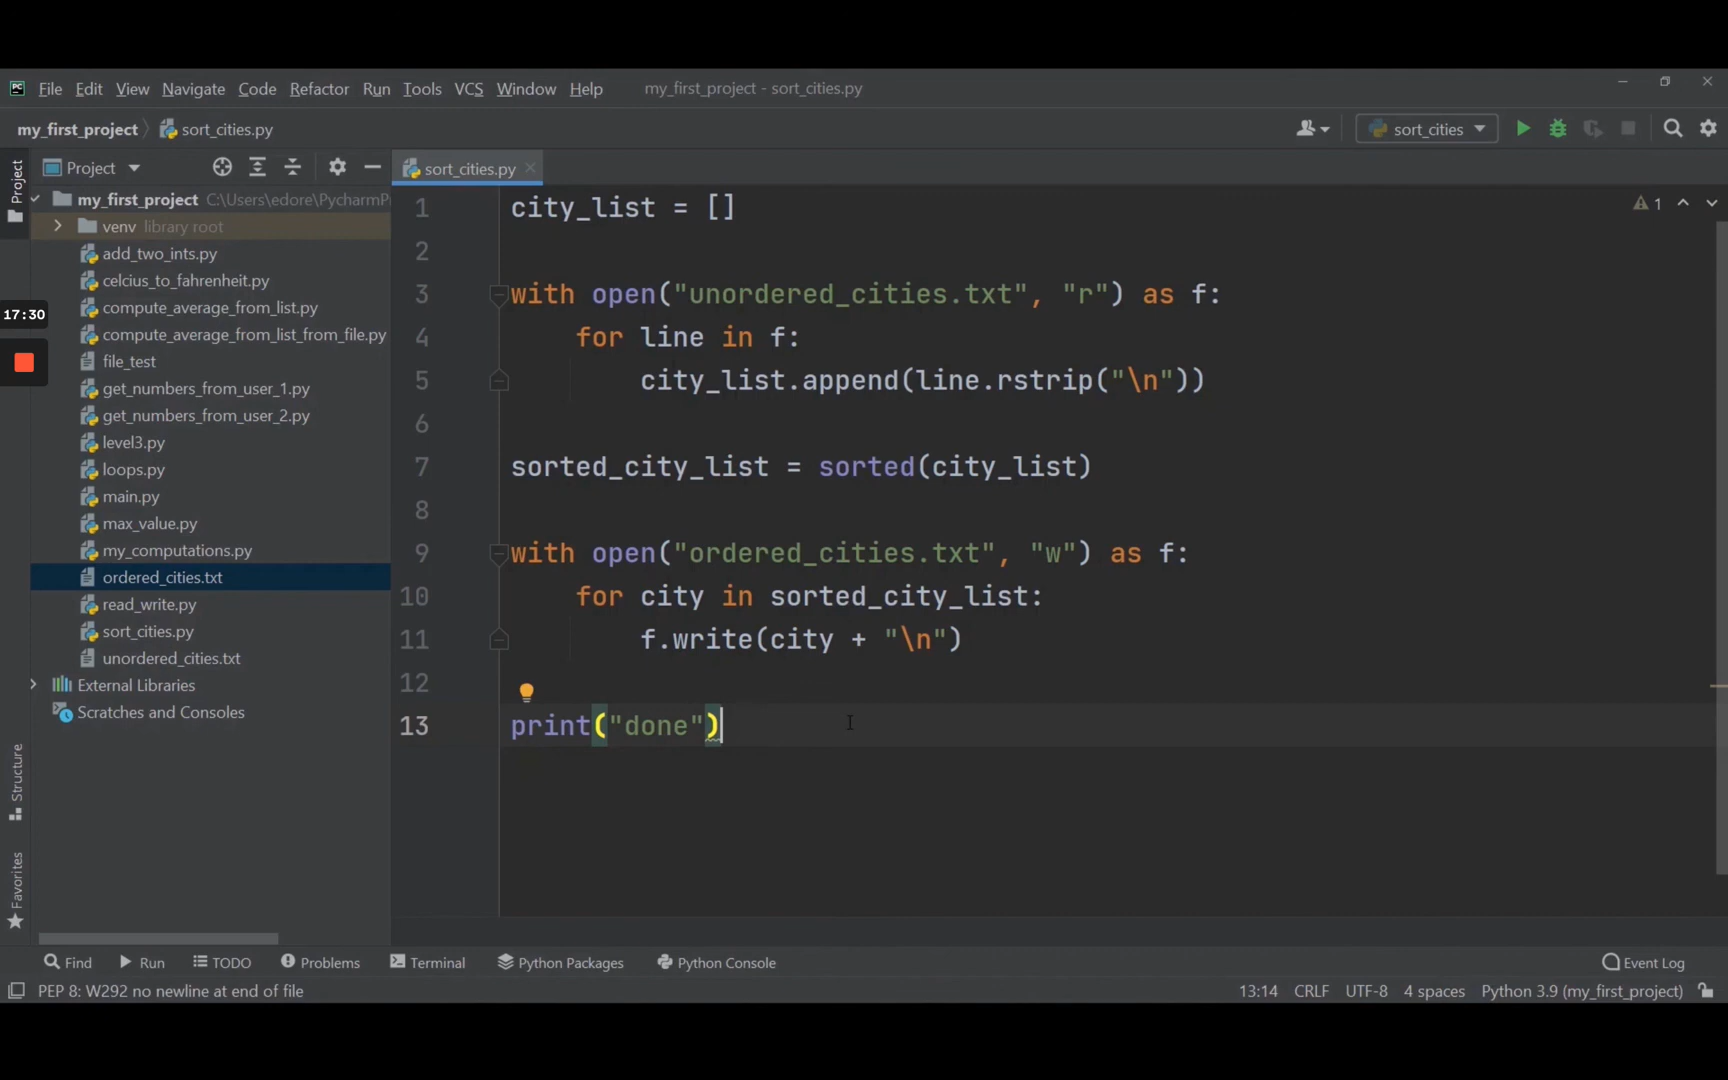 PC File Edit View Navigate Code Refactor Run Tools VCS Window Help my_first_project - sort_cities.py
my_first_project sort_cities.py sort_cities
Project Project sort_cities.py
my_first_project C:\Users\edore\PycharmP
venv library root
add_two_ints.py
celcius_to_fahrenheit.py
compute_average_from_list.py
compute_average_from_list_from_file.py
file_test
get_numbers_from_user_1.py
get_numbers_from_user_2.py
level3.py
loops.py
main.py
max_value.py
my_computations.py
ordered_cities.txt
read_write.py
sort_cities.py
unordered_cities.txt
External Libraries
Scratches and Consoles
17:30
Structure
Favorites
1 city_list = []
2
3 with open("unordered_cities.txt", "r") as f:
4 for line in f:
5 city_list.append(line.rstrip("\n"))
6
7 sorted_city_list = sorted(city_list)
8
9 with open("ordered_cities.txt", "w") as f:
10 for city in sorted_city_list:
11 f.write(city + "\n")
12
13 print("done")
1
Find Run TODO Problems Terminal Python Packages Python Console Event Log
PEP 8: W292 no newline at end of file 13:14 CRLF UTF-8 4 spaces Python 3.9 (my_first_project)